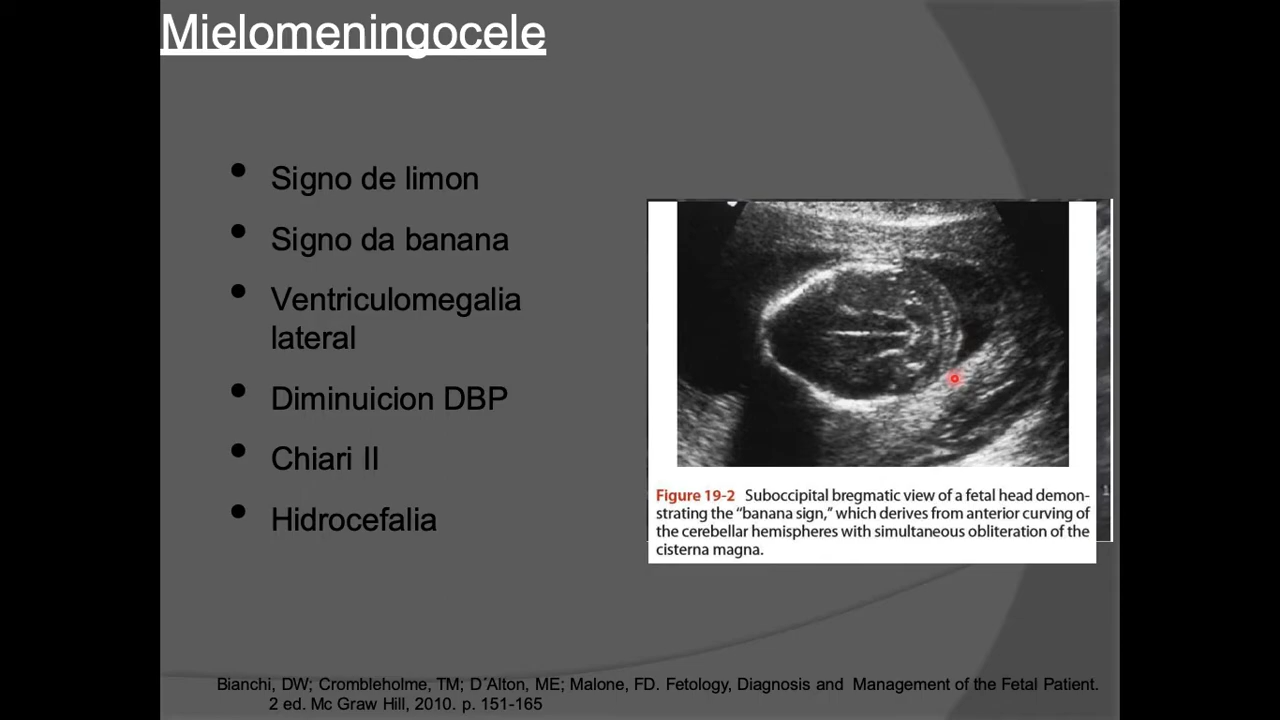 Mielomeningocele
• Signo de limon
• Signo da banana
• Ventriculomegalia
lateral
• Diminuicion DBP
• Chiari II
• Hidrocefalia
Figure 19-2 Suboccipital bregmatic view of a fetal head demon-
strating the “banana sign,” which derives from anterior curving of
the cerebellar hemispheres with simultaneous obliteration of the
cisterna magna.
Bianchi, DW; Crombleholme, TM; D´Alton, ME; Malone, FD. Fetology, Diagnosis and Management of the Fetal Patient.
2 ed. Mc Graw Hill, 2010. p. 151-165